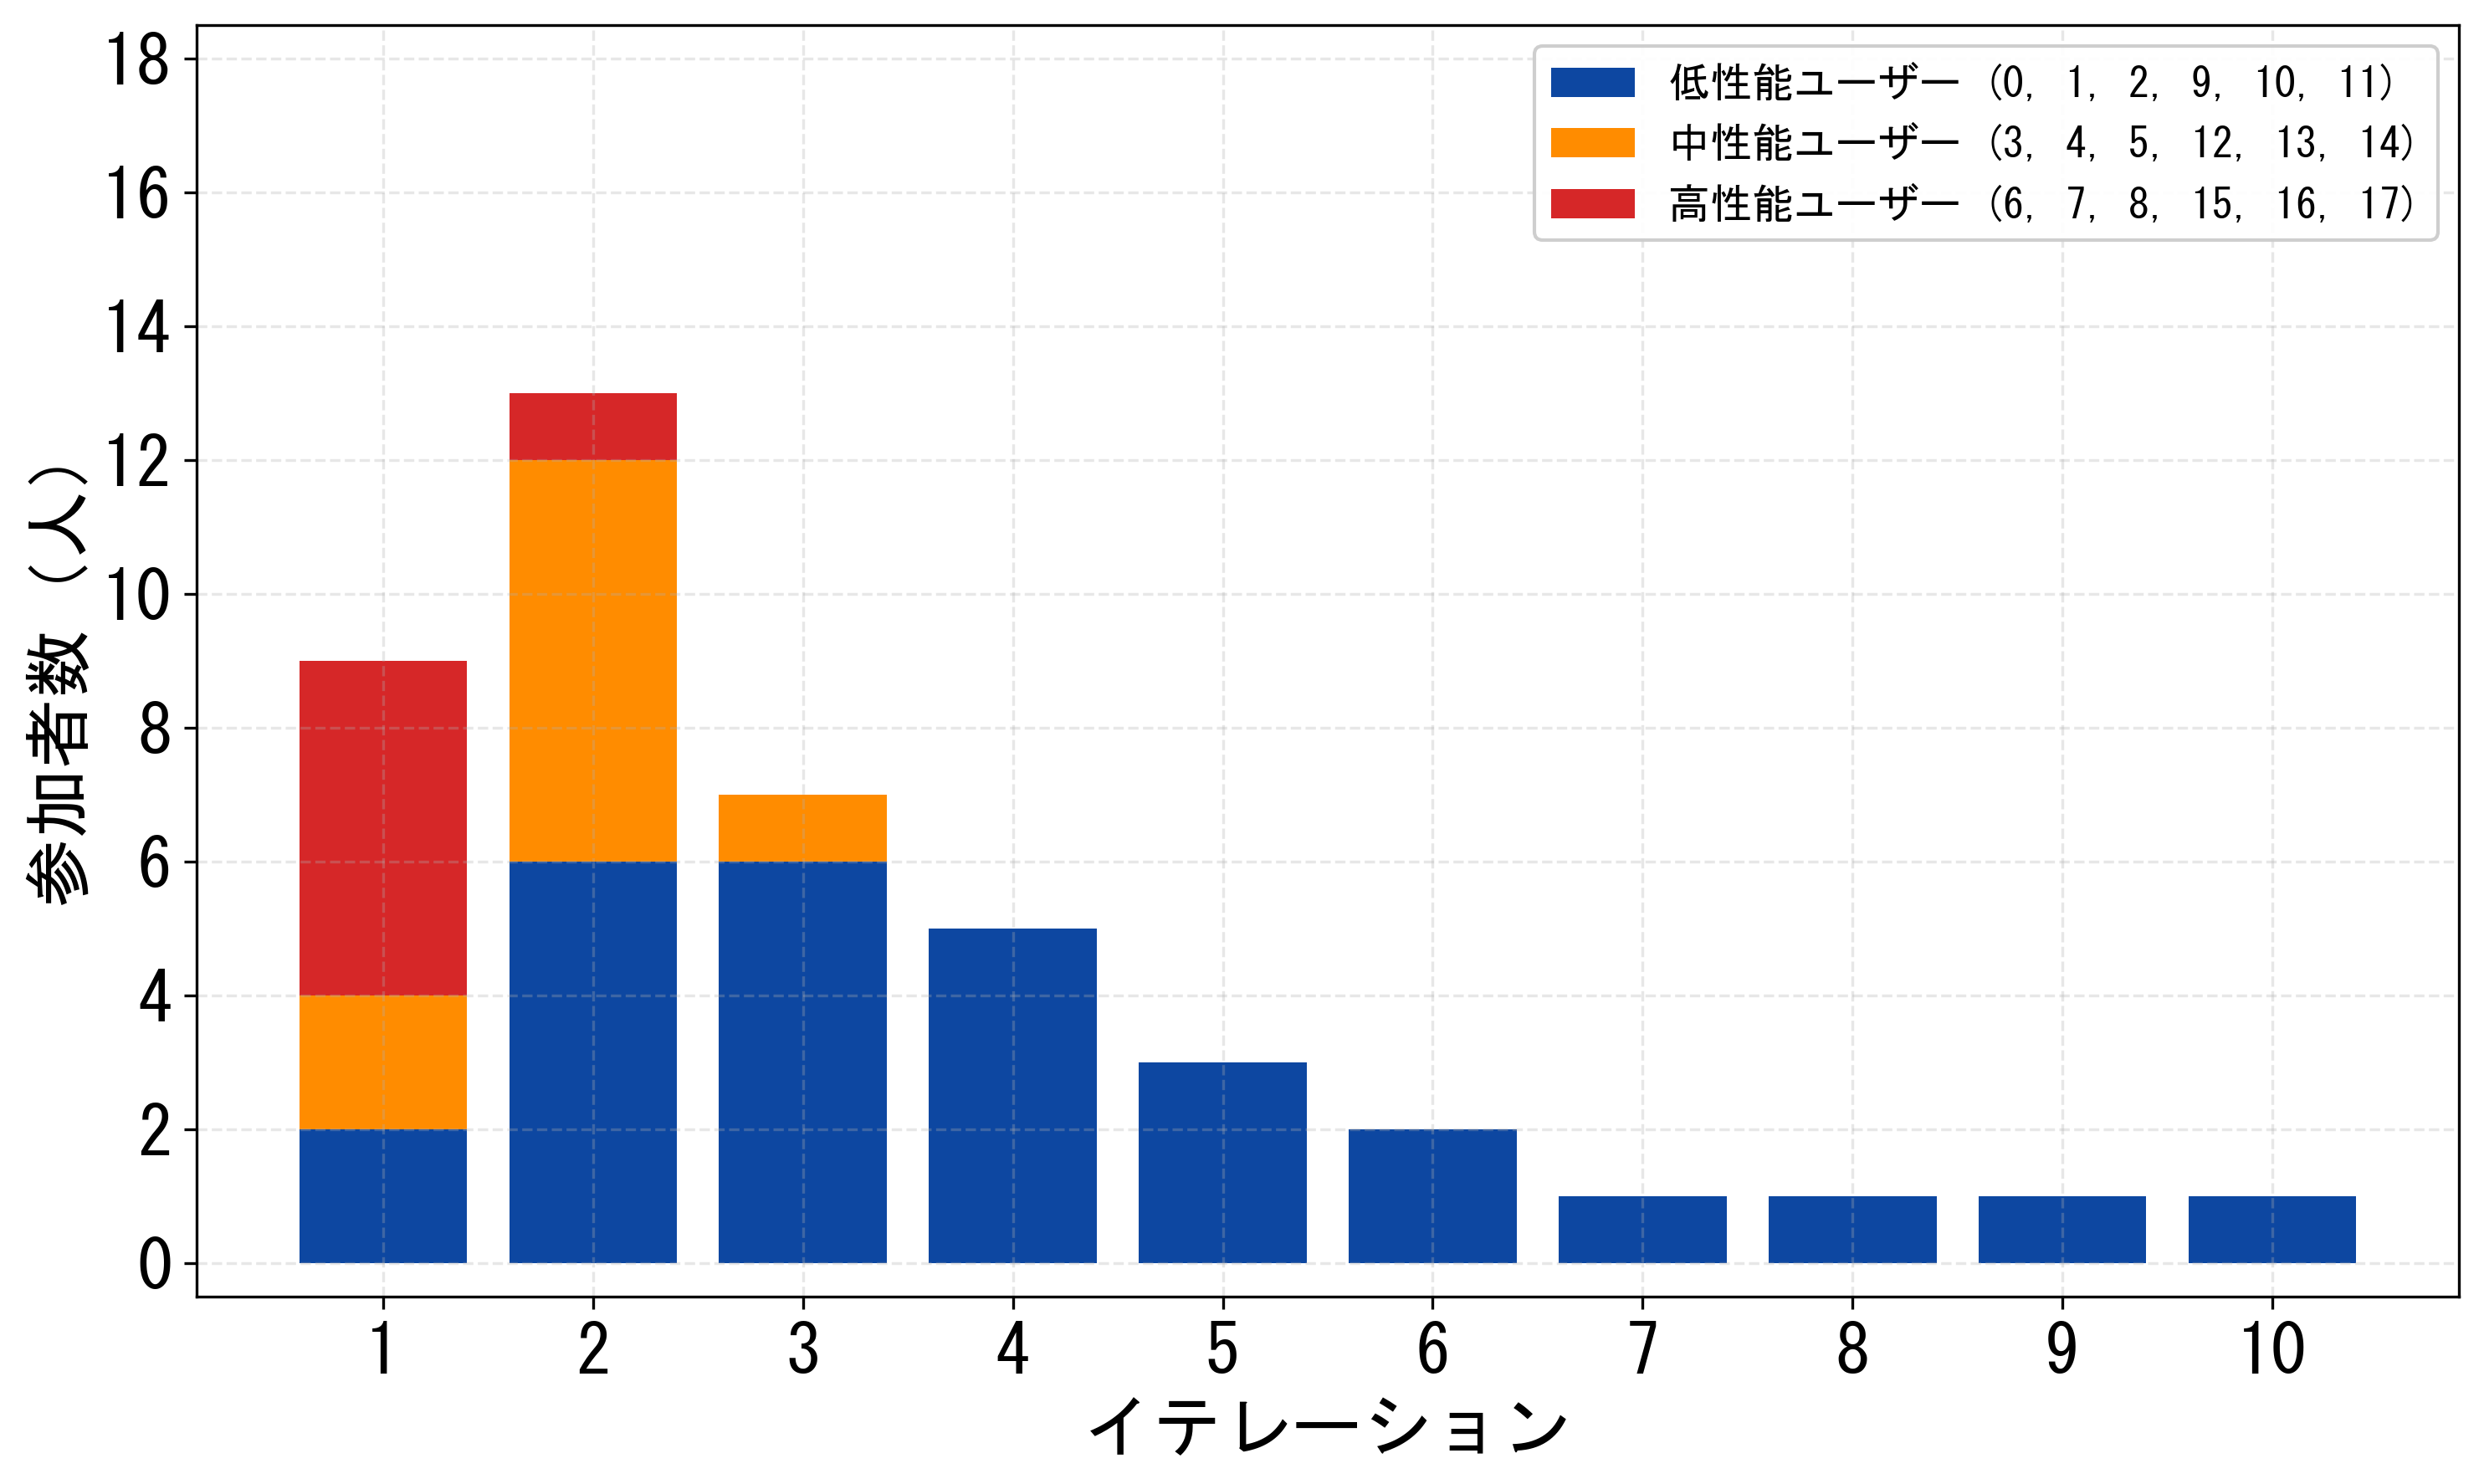 低性能ユーザー (0, 1, 2, 9, 10, 11)
中性能ユーザー (3, 4, 5, 12, 13, 14)
高性能ユーザー (6, 7, 8, 15, 16, 17)
参加者数（人）
18
16
14
12
10
8
6
4
2
0
1 2 3 4 5 6 7 8 9 10
イテレーション